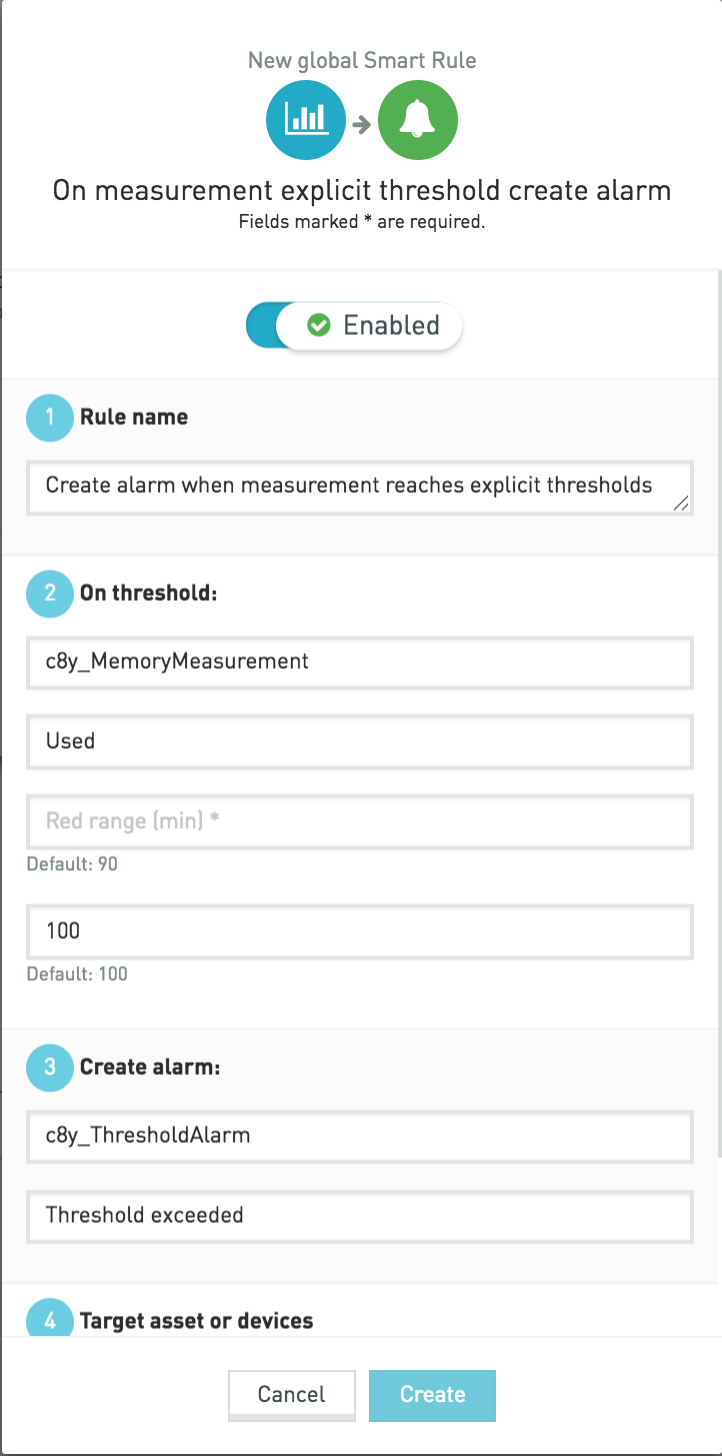 New global Smart Rule
On measurement explicit threshold create alarm
Fields marked * are required.
Enabled
1 Rule name
Create alarm when measurement reaches explicit thresholds
2 On threshold:
c8y_MemoryMeasurement
Used
Red range (min) *
Default: 90
100
Default: 100
3 Create alarm:
c8y_ThresholdAlarm
Threshold exceeded
4 Target asset or devices
Cancel Create